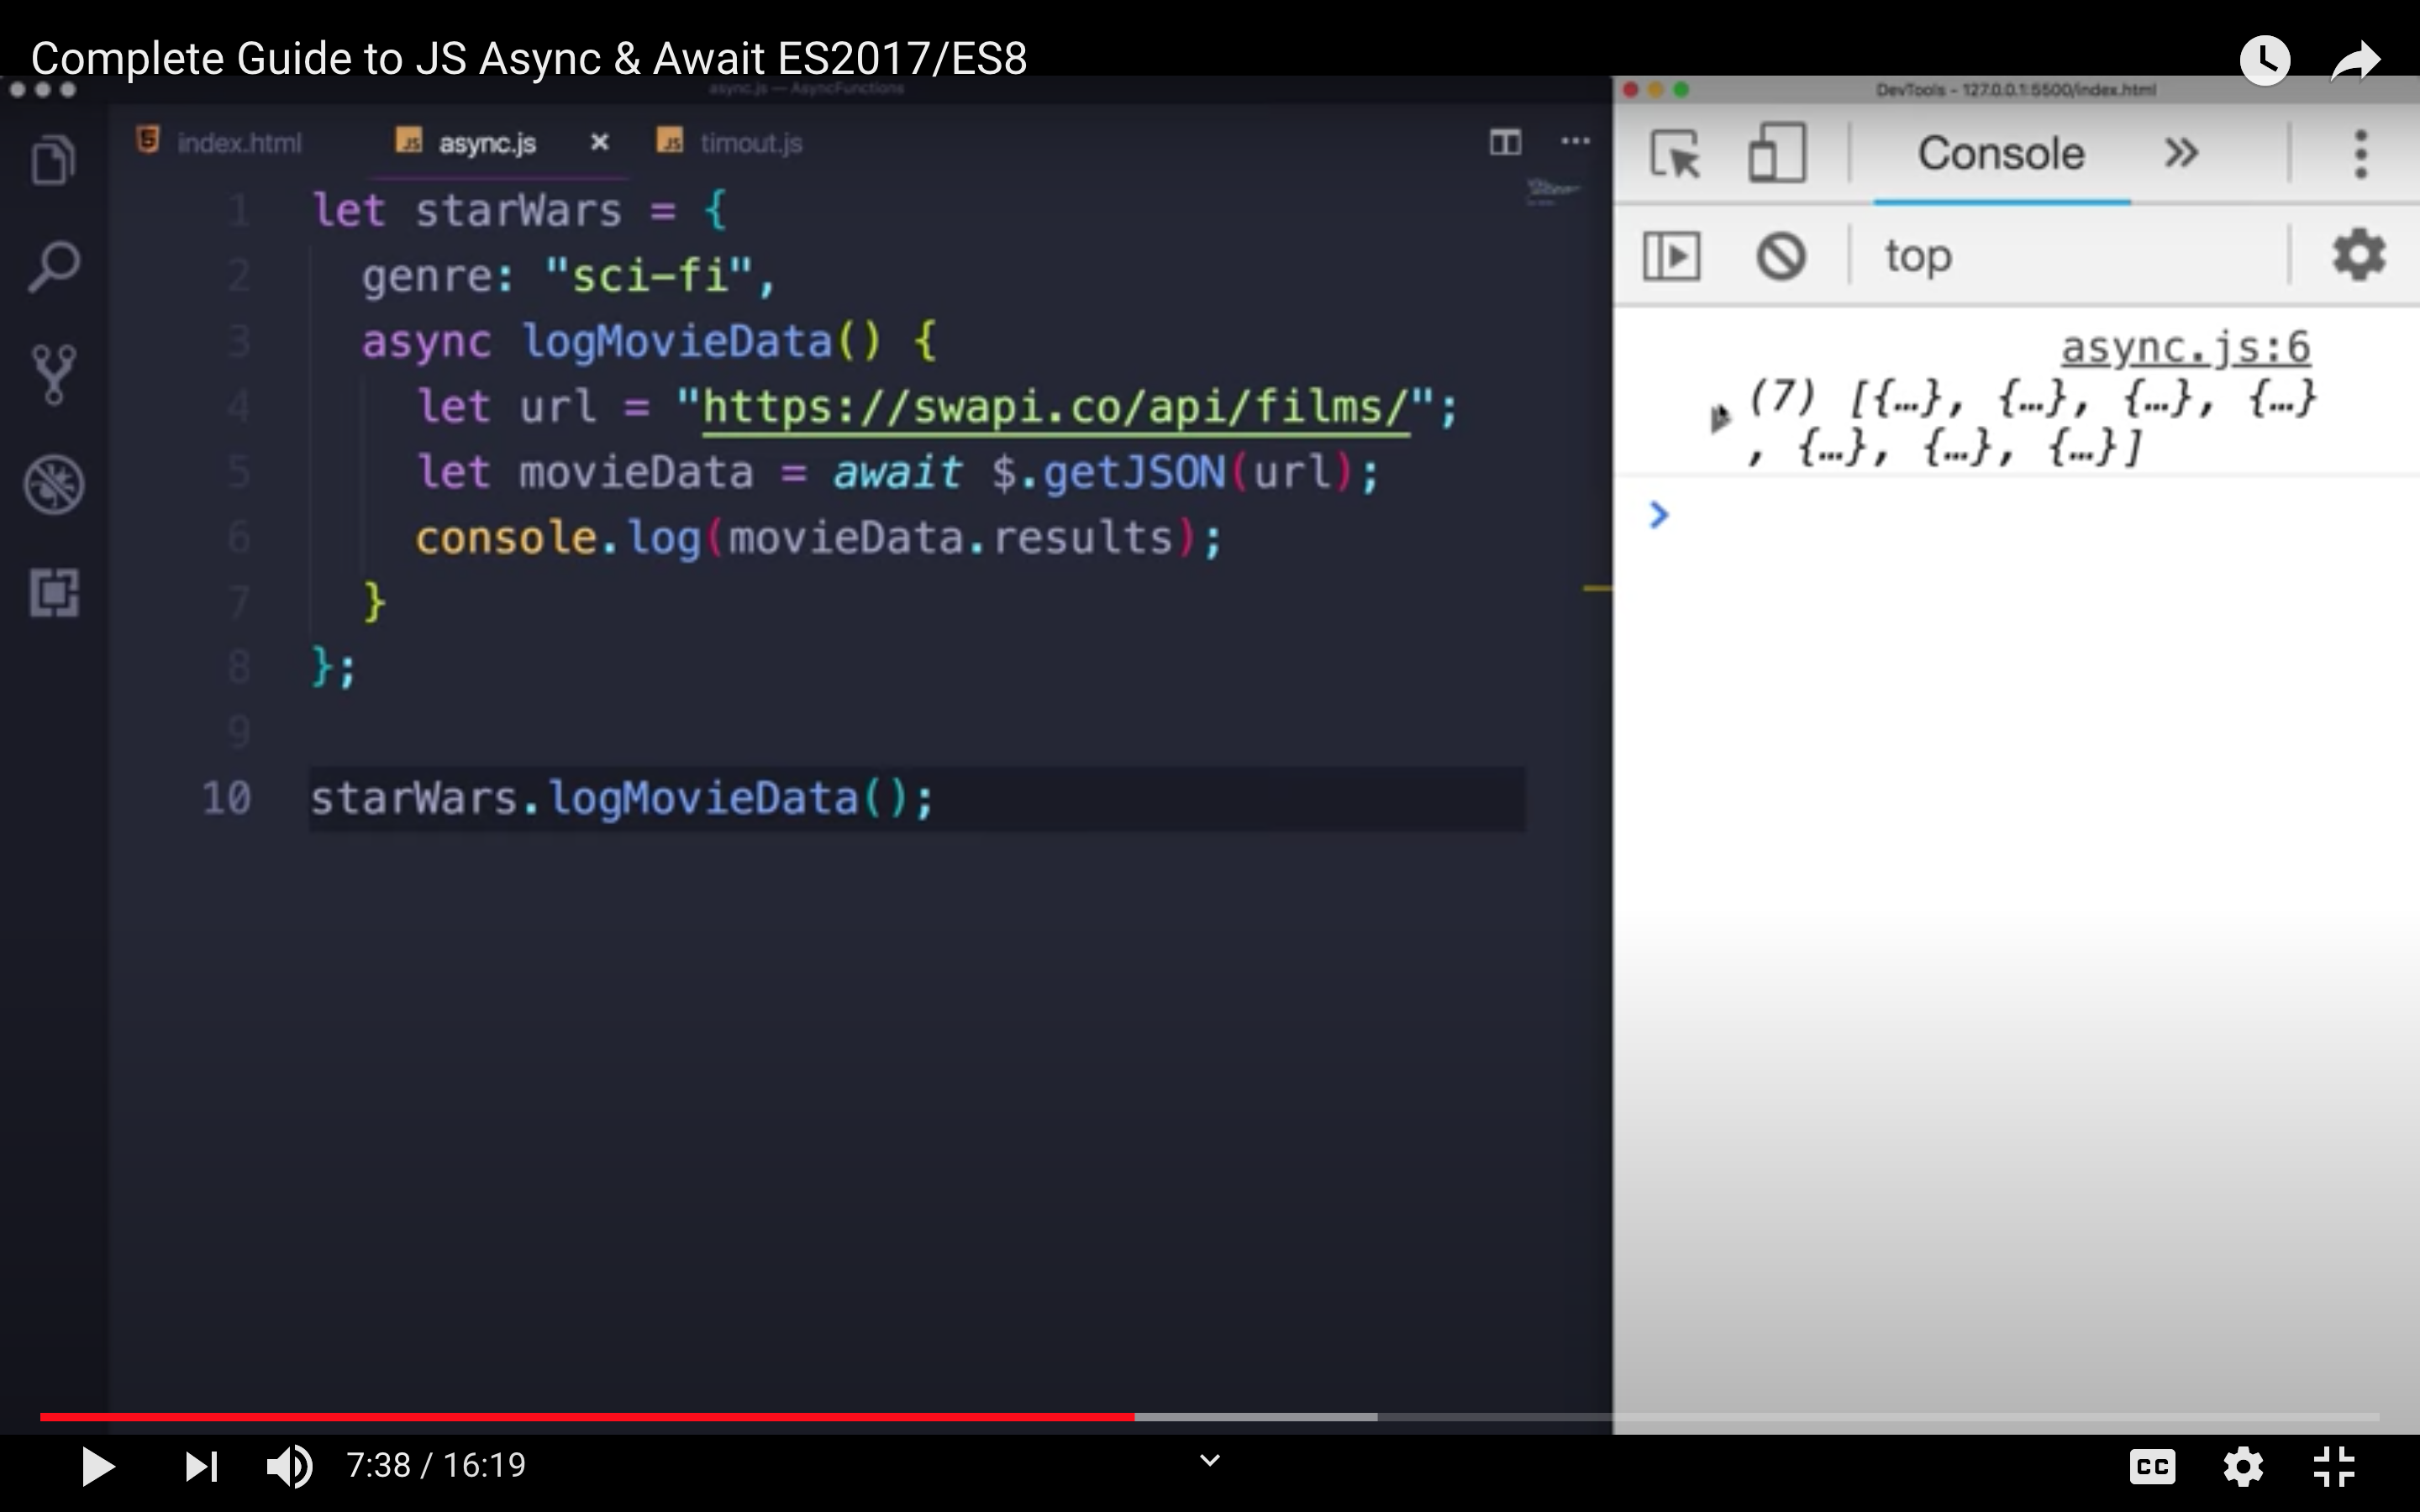 Complete Guide to JS Async & Await ES2017/ES8
async.js — AsyncFunctions
index.html
async.js
timout.js
1 let starWars = {
2 genre: "sci-fi",
3 async logMovieData() {
4 let url = "https://swapi.co/api/films/";
5 let movieData = await $.getJSON(url);
6 console.log(movieData.results);
7 }
8 };
9
10 starWars.logMovieData();
DevTools - 127.0.0.1:5500/index.html
Console
top
async.js:6
(7) [{…}, {…}, {…}, {…}
, {…}, {…}, {…}]
7:38 / 16:19
CC